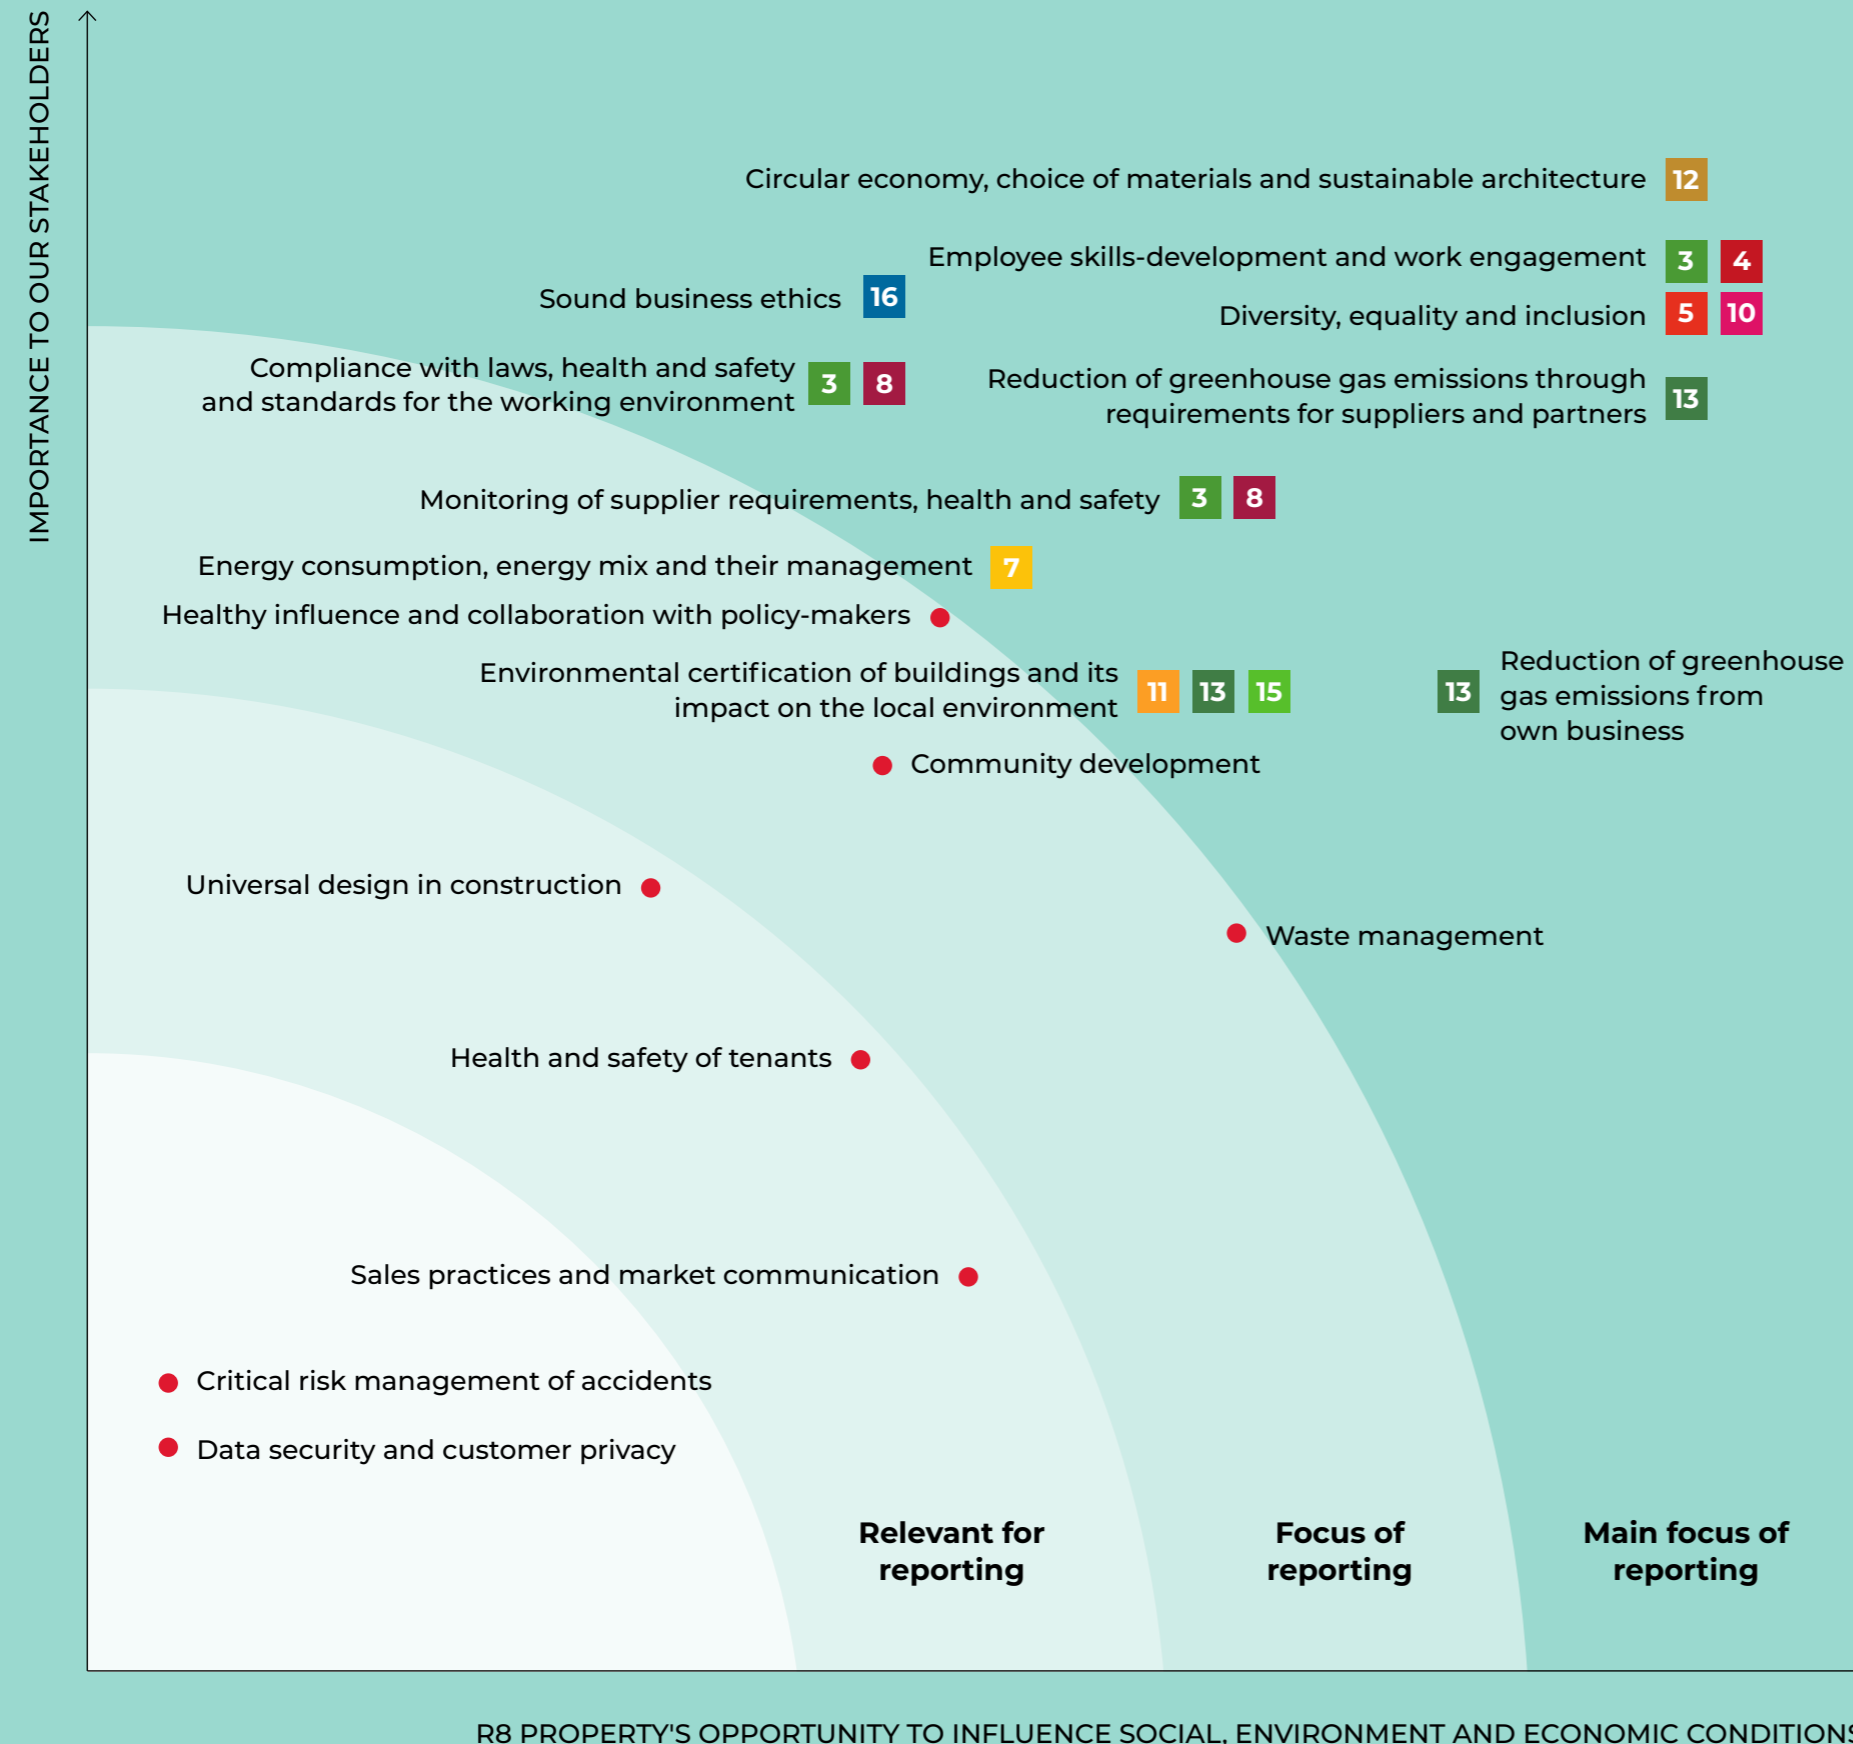 IMPORTANCE TO OUR STAKEHOLDERS
Circular economy, choice of materials and sustainable architecture 12
Employee skills-development and work engagement 3 4
Sound business ethics 16
Diversity, equality and inclusion 5 10
Compliance with laws, health and safety
and standards for the working environment 3 8
Reduction of greenhouse gas emissions through
requirements for suppliers and partners 13
Monitoring of supplier requirements, health and safety 3 8
Energy consumption, energy mix and their management 7
Healthy influence and collaboration with policy-makers
Environmental certification of buildings and its
impact on the local environment 11 13 15
13 Reduction of greenhouse
gas emissions from
own business
Community development
Universal design in construction
Waste management
Health and safety of tenants
Sales practices and market communication
Critical risk management of accidents
Data security and customer privacy
Relevant for
reporting
Focus of
reporting
Main focus of
reporting
R8 PROPERTY'S OPPORTUNITY TO INFLUENCE SOCIAL, ENVIRONMENT AND ECONOMIC CONDITIONS